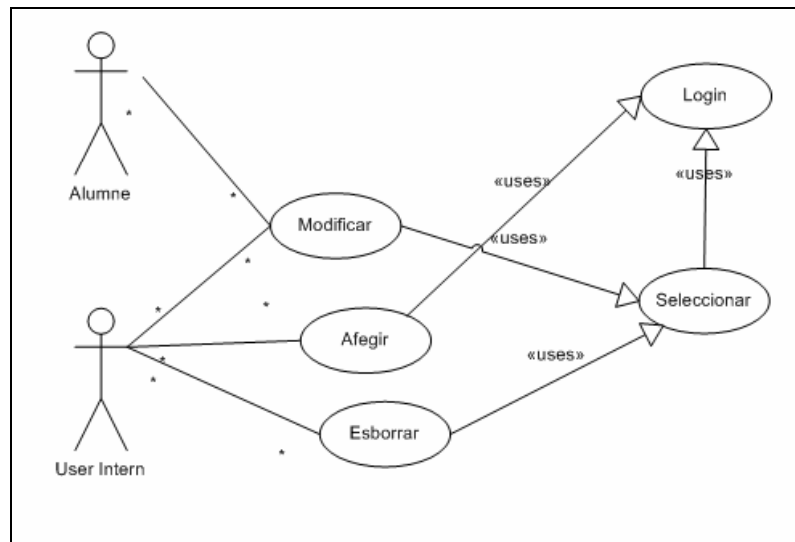 Login
«uses»
«uses»
*
Alumne
*
Modificar
«uses»
*
*
*
Seleccionar
Afegir
«uses»
*
*
Esborrar
*
User Intern